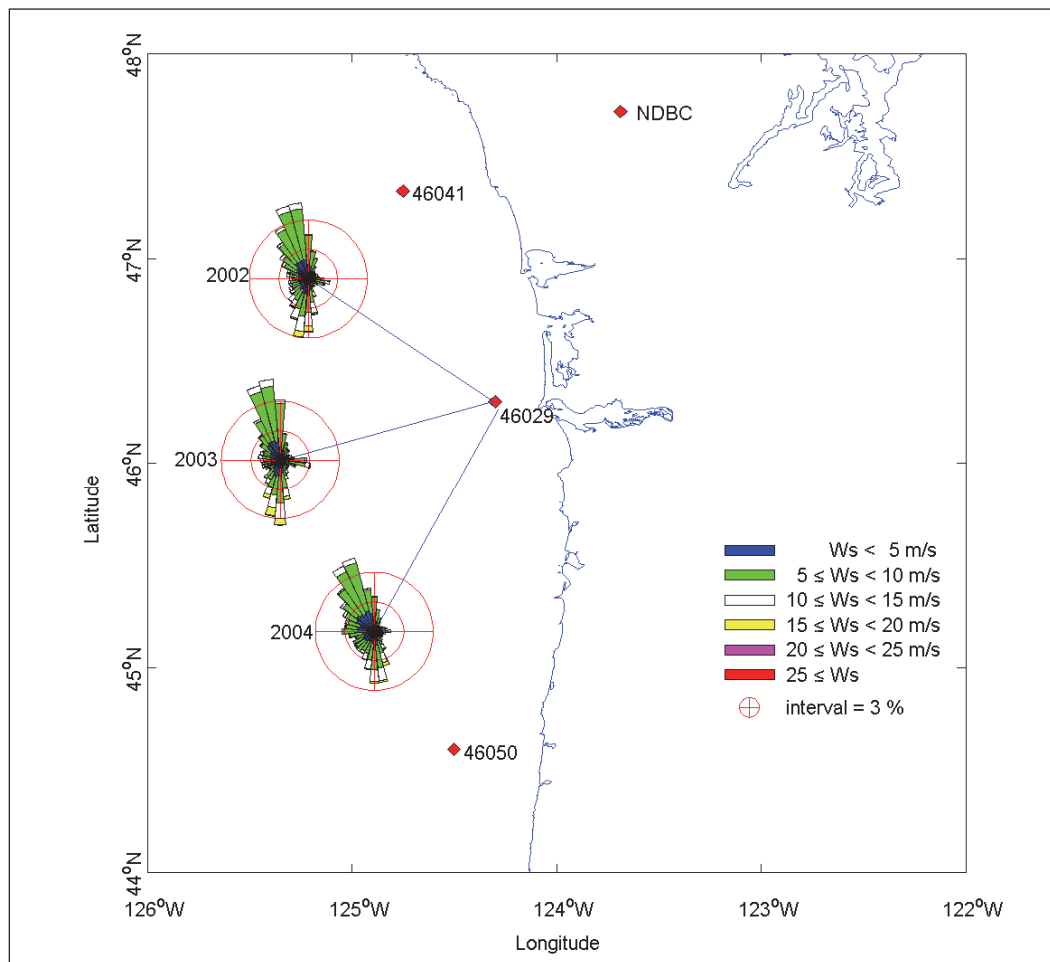 48°N
NDBC
46041
47°N
2002
46029
46°N
2003
Latitude
Ws < 5 m/s
5 ≤ Ws < 10 m/s
10 ≤ Ws < 15 m/s
15 ≤ Ws < 20 m/s
20 ≤ Ws < 25 m/s
25 ≤ Ws
interval = 3 %
2004
45°N
46050
44°N
126°W 125°W 124°W 123°W 122°W
Longitude